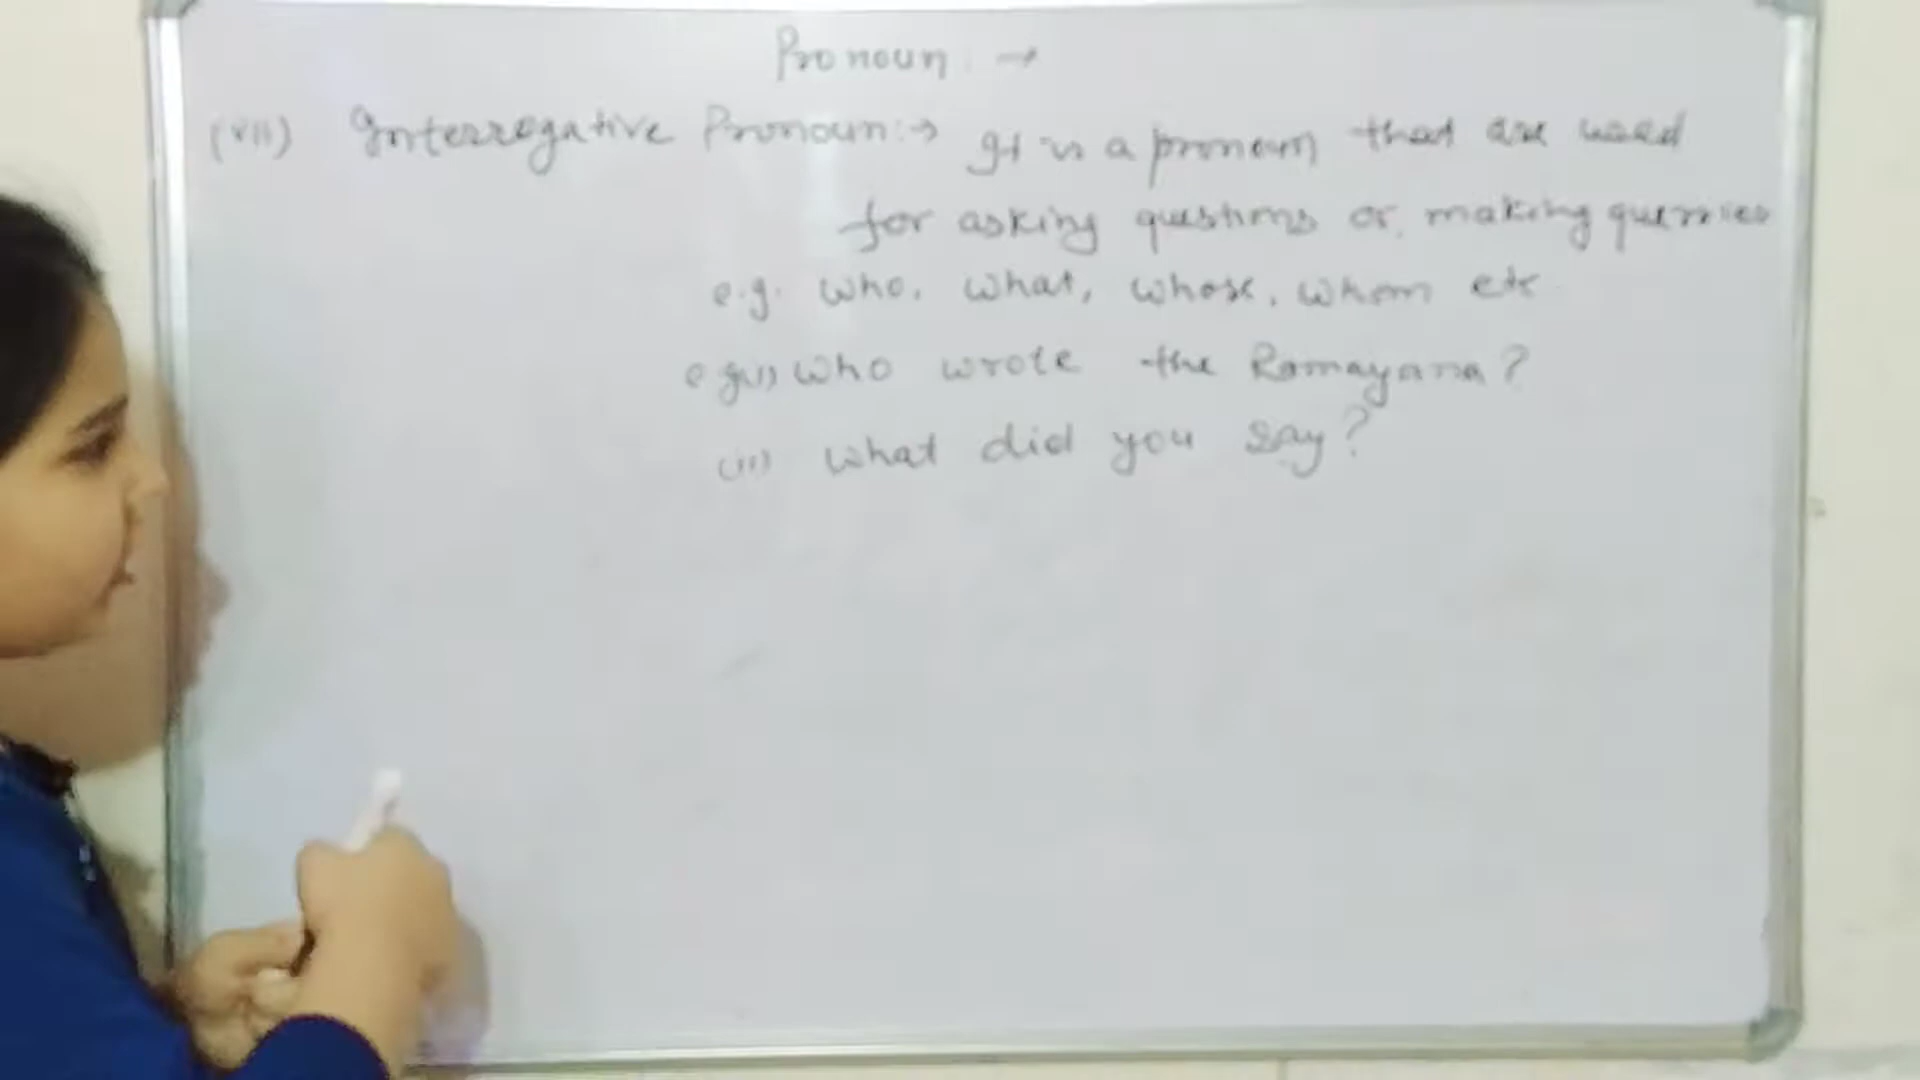 Pronoun: →
(vii) Interrogative Pronoun:→ It is a pronoun that are used
for asking questions or making querries
e.g. who, what, whose, whom etc
e.g.(i) Who wrote the Ramayana?
(ii) What did you say?